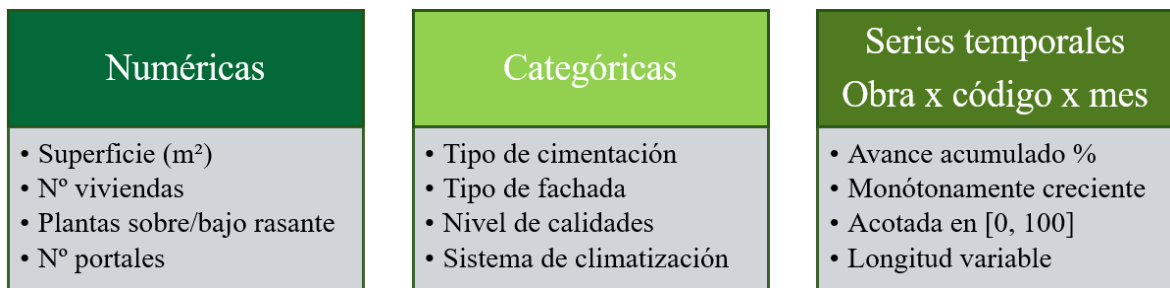 Numéricas
• Superficie (m²)
• Nº viviendas
• Plantas sobre/bajo rasante
• Nº portales
Categóricas
• Tipo de cimentación
• Tipo de fachada
• Nivel de calidades
• Sistema de climatización
Series temporales
Obra x código x mes
• Avance acumulado %
• Monótonamente creciente
• Acotada en [0, 100]
• Longitud variable